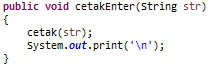 public void cetakEnter(String str)
{
    cetak(str);
    System.out.print('\n');
}